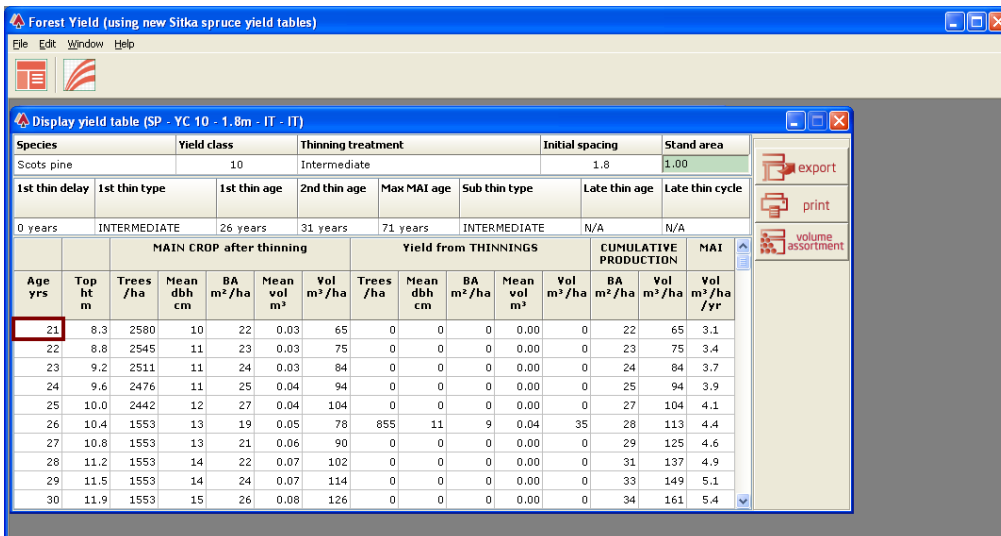 Forest Yield (using new Sitka spruce yield tables)
File Edit Window Help
Display yield table (SP - YC 10 - 1.8m - IT - IT)
Species Yield class Thinning treatment Initial spacing Stand area
Scots pine 10 Intermediate 1.8 1.00
1st thin delay 1st thin type 1st thin age 2nd thin age Max MAI age Sub thin type Late thin age Late thin cycle
0 years INTERMEDIATE 26 years 31 years 71 years INTERMEDIATE N/A N/A
export
print
volume
assortment
MAIN CROP after thinning Yield from THINNINGS CUMULATIVE MAI
PRODUCTION
Age Top Trees Mean BA Mean Vol Trees Mean BA Mean Vol BA Vol Vol
yrs ht /ha dbh m²/ha vol m³/ha /ha dbh m²/ha vol m³/ha m²/ha m³/ha m³/ha
m cm m³ cm m³ /yr
21 8.3 2580 10 22 0.03 65 0 0 0 0.00 0 22 65 3.1
22 8.8 2545 11 23 0.03 75 0 0 0 0.00 0 23 75 3.4
23 9.2 2511 11 24 0.03 84 0 0 0 0.00 0 24 84 3.7
24 9.6 2476 11 25 0.04 94 0 0 0 0.00 0 25 94 3.9
25 10.0 2442 12 27 0.04 104 0 0 0 0.00 0 27 104 4.1
26 10.4 1553 13 19 0.05 78 855 11 9 0.04 35 28 113 4.4
27 10.8 1553 13 21 0.06 90 0 0 0 0.00 0 29 125 4.6
28 11.2 1553 14 22 0.07 102 0 0 0 0.00 0 31 137 4.9
29 11.5 1553 14 24 0.07 114 0 0 0 0.00 0 33 149 5.1
30 11.9 1553 15 26 0.08 126 0 0 0 0.00 0 34 161 5.4